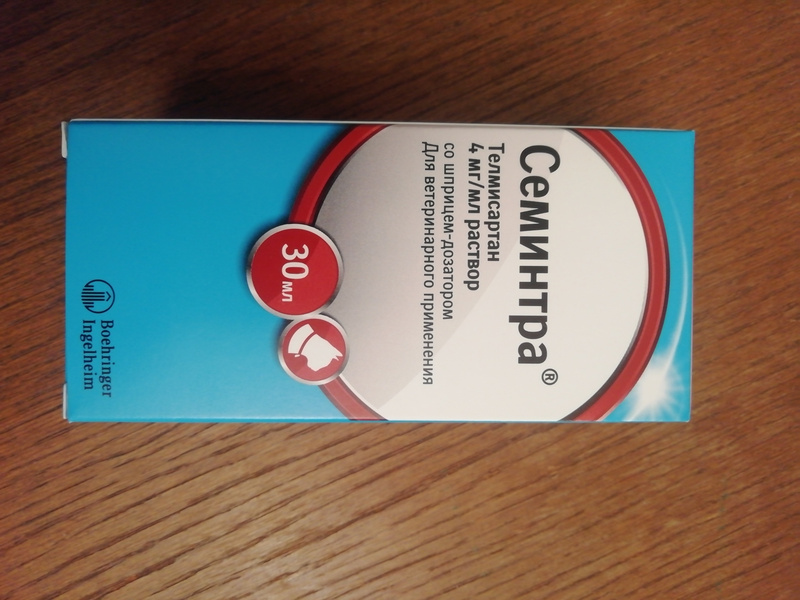 Семинтра®
Телмисартан
4 мг/мл раствор
со шприцем-дозатором
Для ветеринарного применения
30 мл
Boehringer
Ingelheim